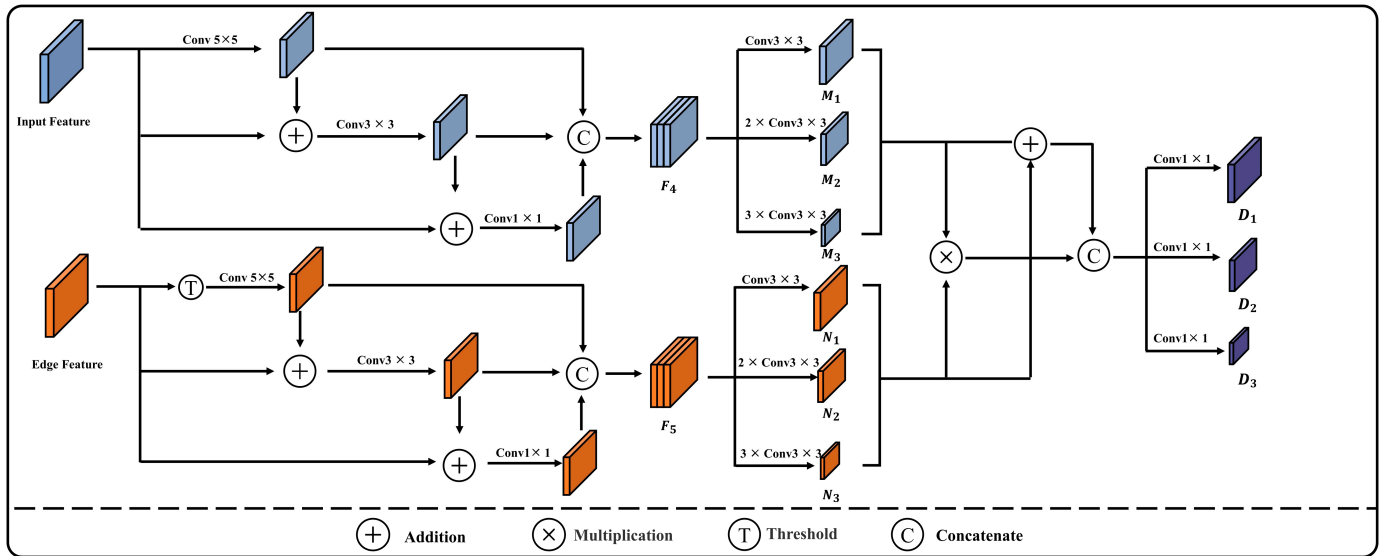 Input Feature
Conv 5×5
+
Conv3 × 3
+
Conv1 × 1
C
F₄
Conv3 × 3
M₁
2 × Conv3 × 3
M₂
3 × Conv3 × 3
M₃
Edge Feature
T
Conv 5×5
+
Conv3 × 3
+
Conv1× 1
C
F₅
Conv3 × 3
N₁
2 × Conv3 × 3
N₂
3 × Conv3 × 3
N₃
+
×
C
Conv1 × 1
D₁
Conv1 × 1
D₂
Conv1 × 1
D₃
+ Addition
× Multiplication
T Threshold
C Concatenate